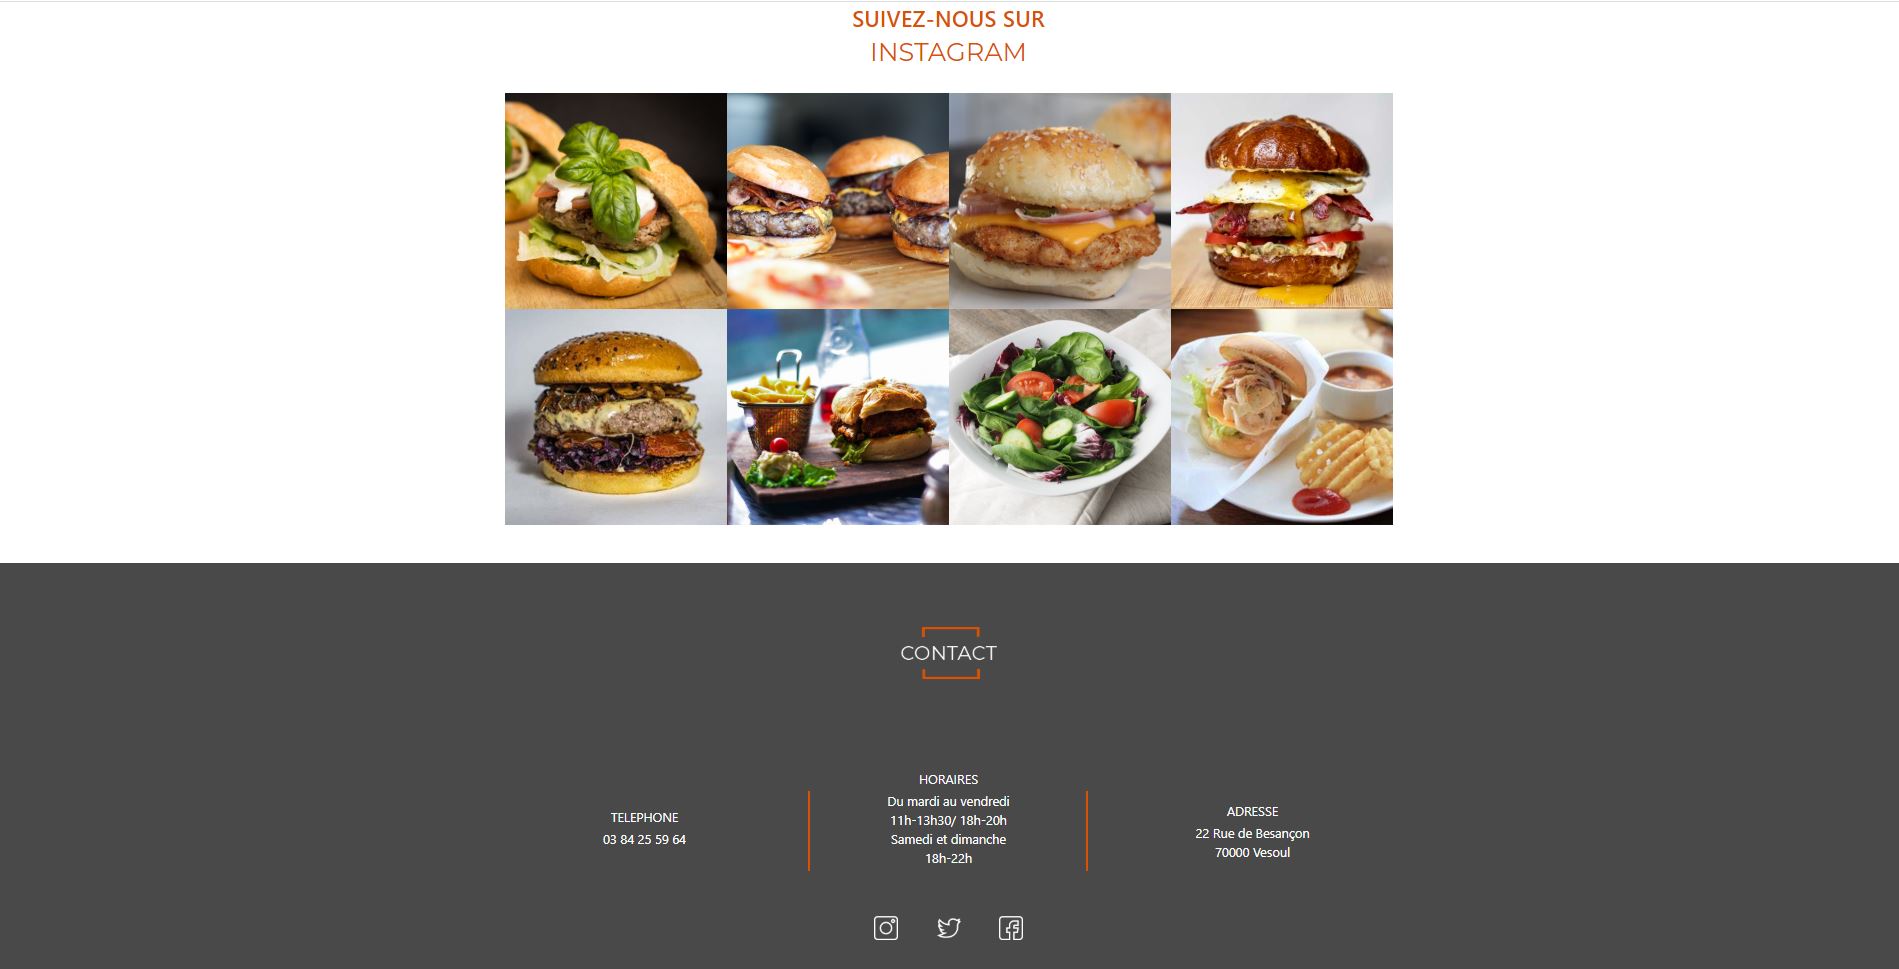 SUIVEZ-NOUS SUR
INSTAGRAM
CONTACT
TELEPHONE
03 84 25 59 64
HORAIRES
Du mardi au vendredi
11h-13h30/ 18h-20h
Samedi et dimanche
18h-22h
ADRESSE
22 Rue de Besançon
70000 Vesoul